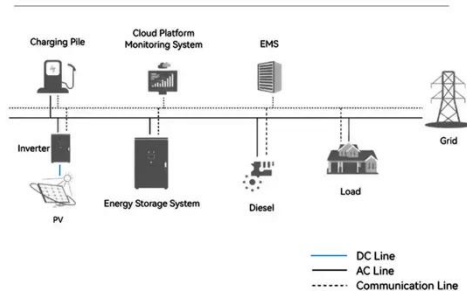 Charging Pile
Cloud Platform
Monitoring System
EMS
Grid
Inverter
PV
Energy Storage System
Diesel
Load
DC Line
AC Line
Communication Line